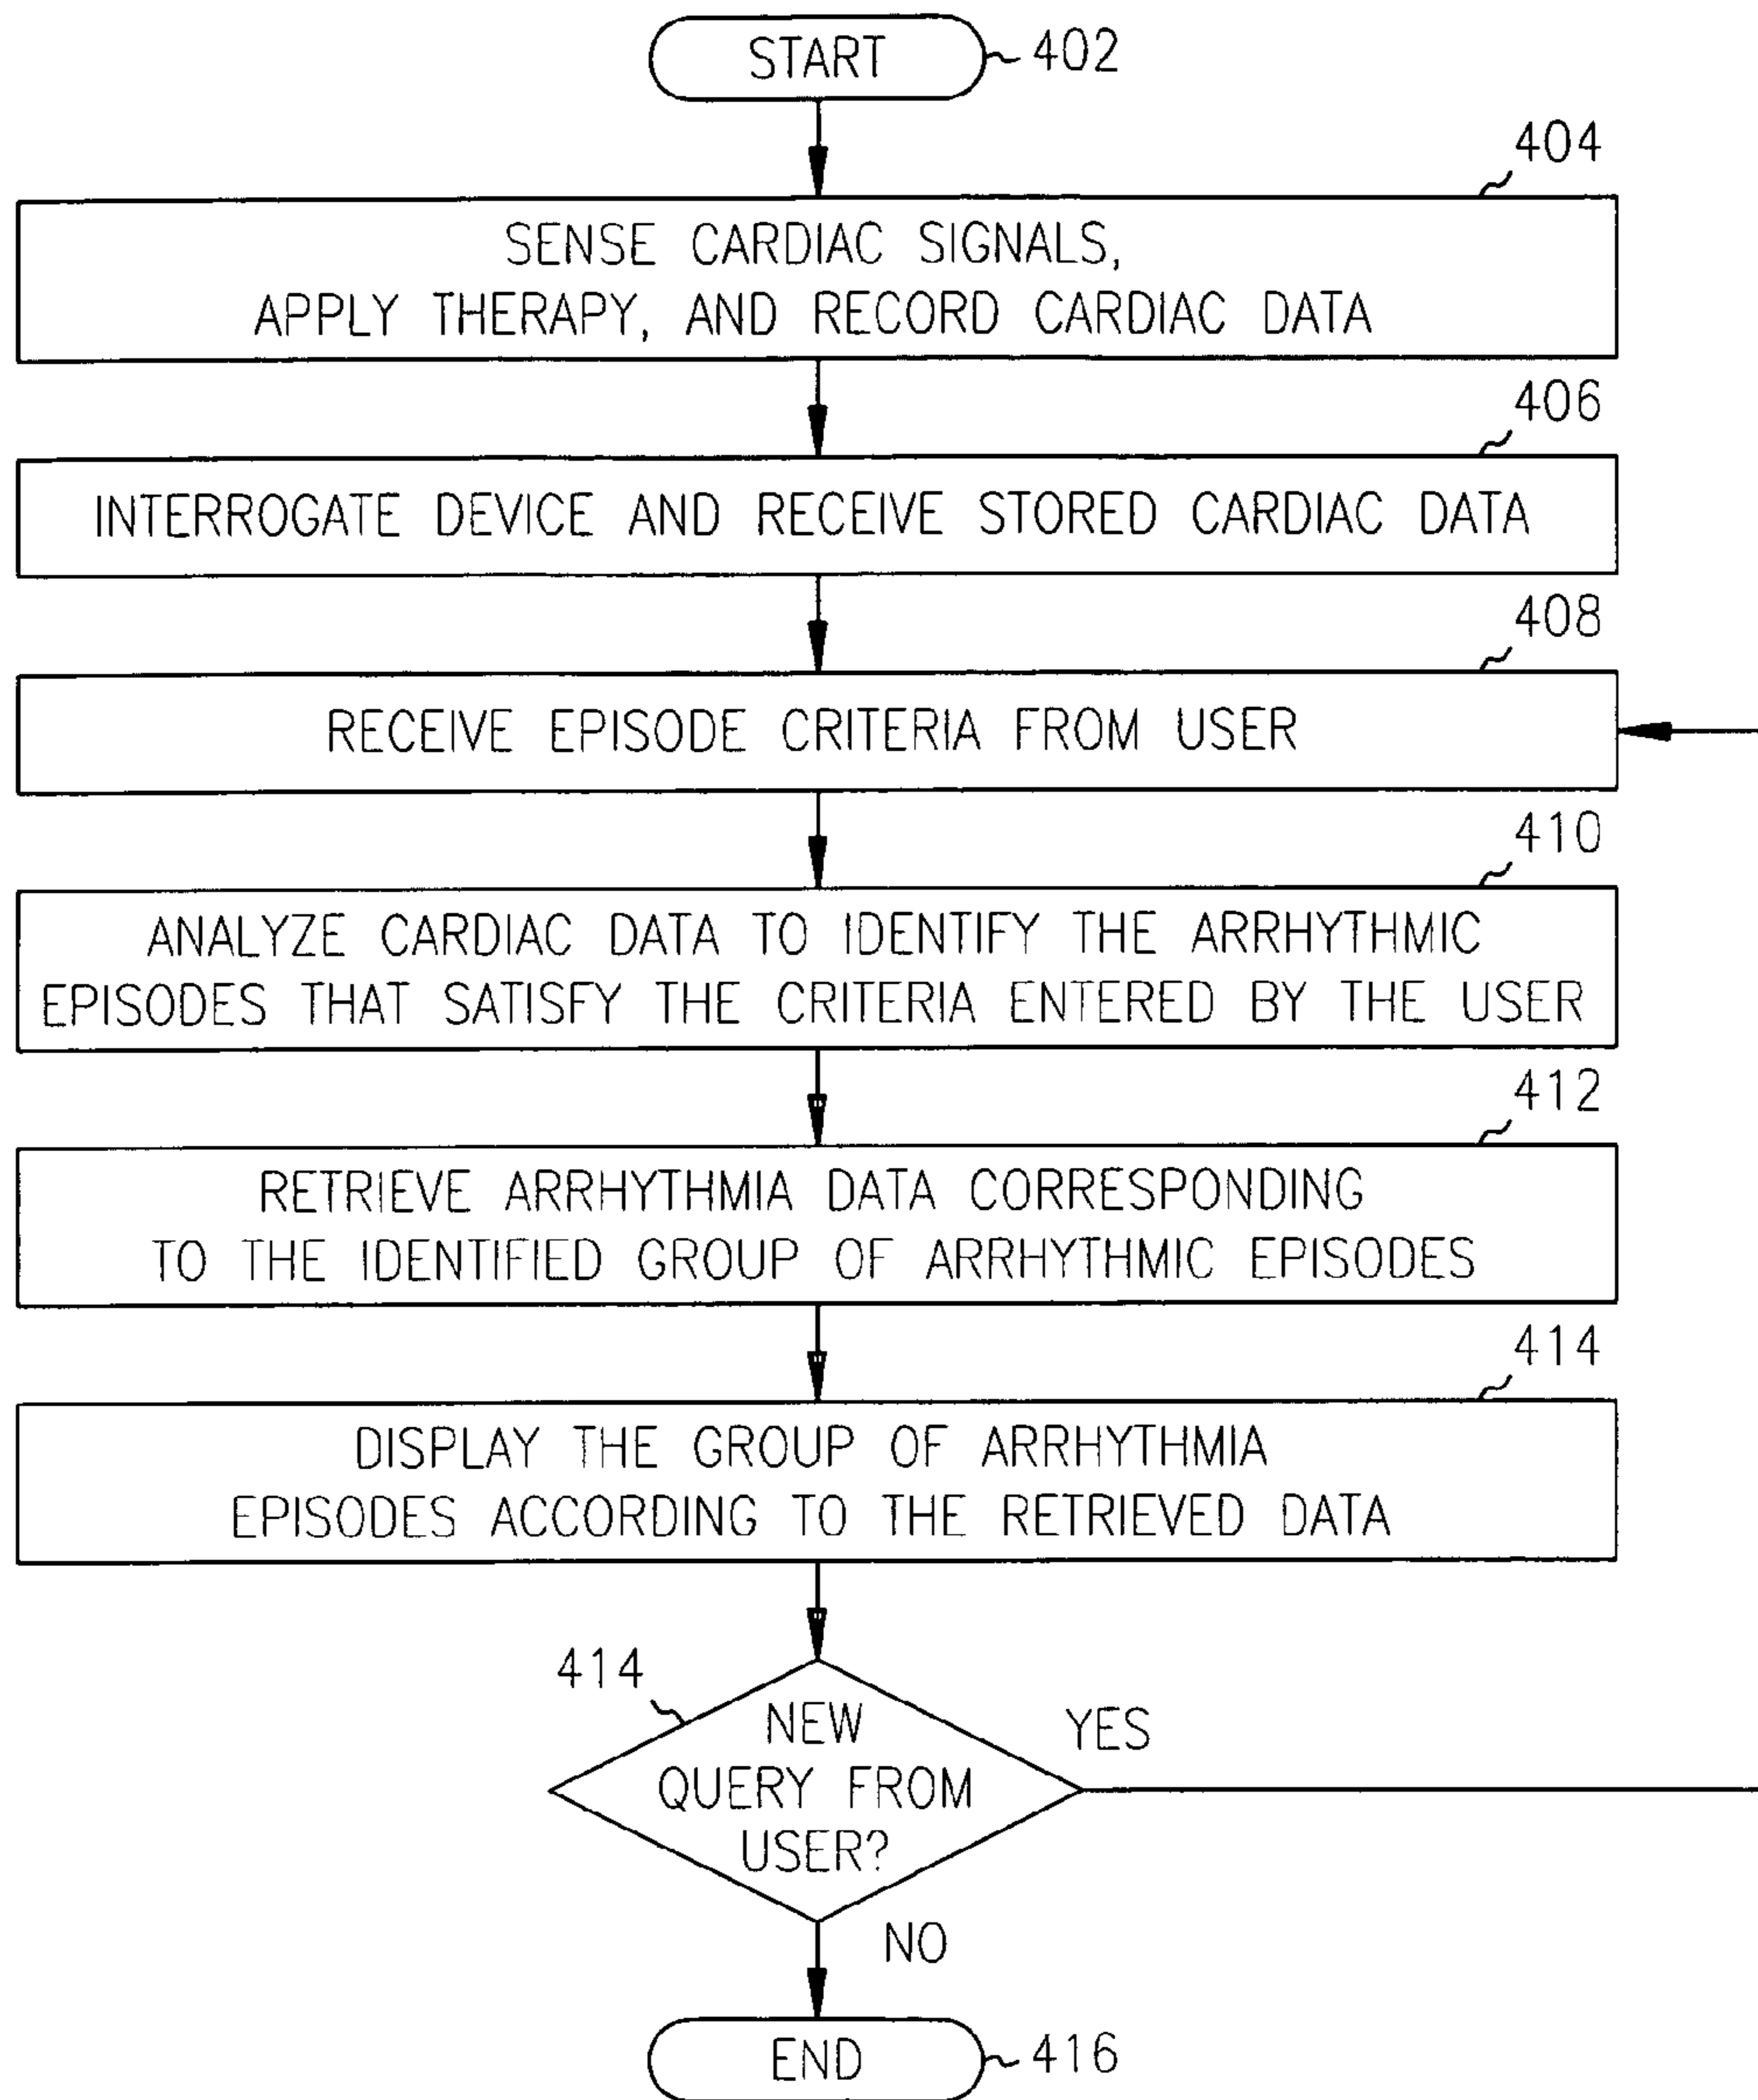 START
402
404
SENSE CARDIAC SIGNALS,
APPLY THERAPY, AND RECORD CARDIAC DATA
406
INTERROGATE DEVICE AND RECEIVE STORED CARDIAC DATA
408
RECEIVE EPISODE CRITERIA FROM USER
410
ANALYZE CARDIAC DATA TO IDENTIFY THE ARRHYTHMIC
EPISODES THAT SATISFY THE CRITERIA ENTERED BY THE USER
412
RETRIEVE ARRHYTHMIA DATA CORRESPONDING
TO THE IDENTIFIED GROUP OF ARRHYTHMIC EPISODES
414
DISPLAY THE GROUP OF ARRHYTHMIA
EPISODES ACCORDING TO THE RETRIEVED DATA
414
NEW
QUERY FROM
USER?
YES
NO
END
416